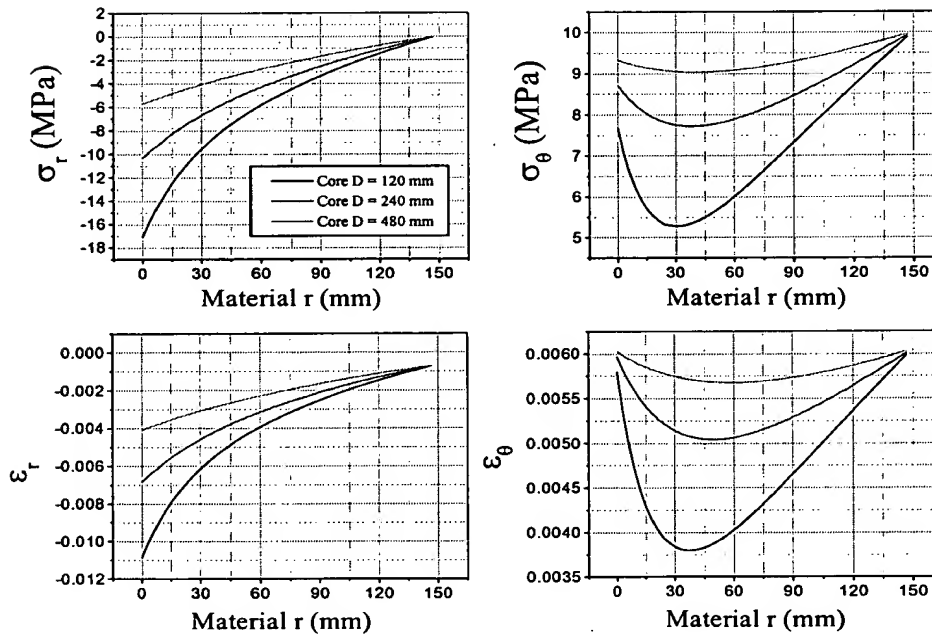 σr (MPa)
2
0
-2
-4
-6
-8
-10
-12
-14
-16
-18
Core D = 120 mm
Core D = 240 mm
Core D = 480 mm
0 30 60 90 120 150
Material r (mm)
σθ (MPa)
10
9
8
7
6
5
0 30 60 90 120 150
Material r (mm)
εr
0.000
-0.002
-0.004
-0.006
-0.008
-0.010
-0.012
0 30 60 90 120 150
Material r (mm)
εθ
0.0060
0.0055
0.0050
0.0045
0.0040
0.0035
0 30 60 90 120 150
Material r (mm)